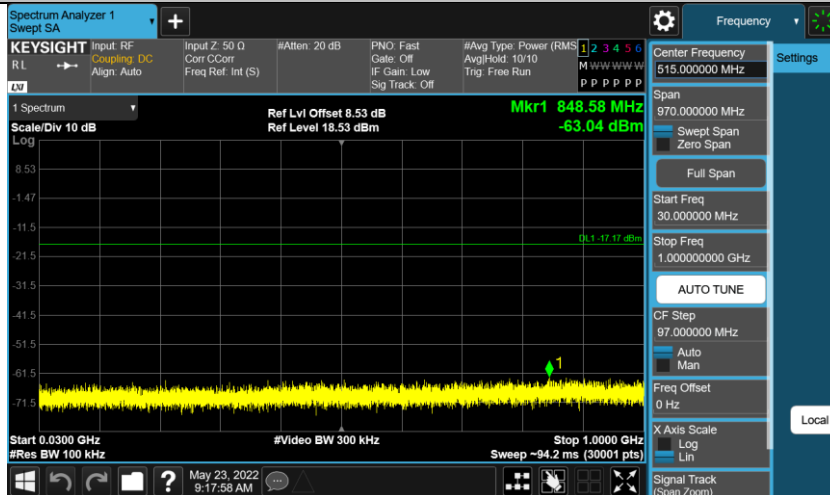 Spectrum Analyzer 1
Swept SA
+
Frequency
KEYSIGHT
RL
LXI
Input: RF
Coupling: DC
Align: Auto
Input Z: 50 Ω
Corr CCorr
Freq Ref: Int (S)
#Atten: 20 dB
PNO: Fast
Gate: Off
IF Gain: Low
Sig Track: Off
#Avg Type: Power (RMS
Avg|Hold: 10/10
Trig: Free Run
1 2 3 4 5 6
M W W W W W
P P P P P P
Settings
1 Spectrum
Scale/Div 10 dB
Ref Lvl Offset 8.53 dB
Ref Level 18.53 dBm
Mkr1 848.58 MHz
-63.04 dBm
Log
8.53
-1.47
-11.5
DL1 -17.17 dBm
-21.5
-31.5
-41.5
-51.5
-61.5
-71.5
1
Start 0.0300 GHz
#Res BW 100 kHz
#Video BW 300 kHz
Stop 1.0000 GHz
Sweep ~94.2 ms (30001 pts)
Center Frequency
515.000000 MHz
Span
970.000000 MHz
Swept Span
Zero Span
Full Span
Start Freq
30.000000 MHz
Stop Freq
1.000000000 GHz
AUTO TUNE
CF Step
97.000000 MHz
Auto
Man
Freq Offset
0 Hz
X Axis Scale
Log
Lin
Signal Track
(Span Zoom)
Local
?
May 23, 2022
9:17:58 AM